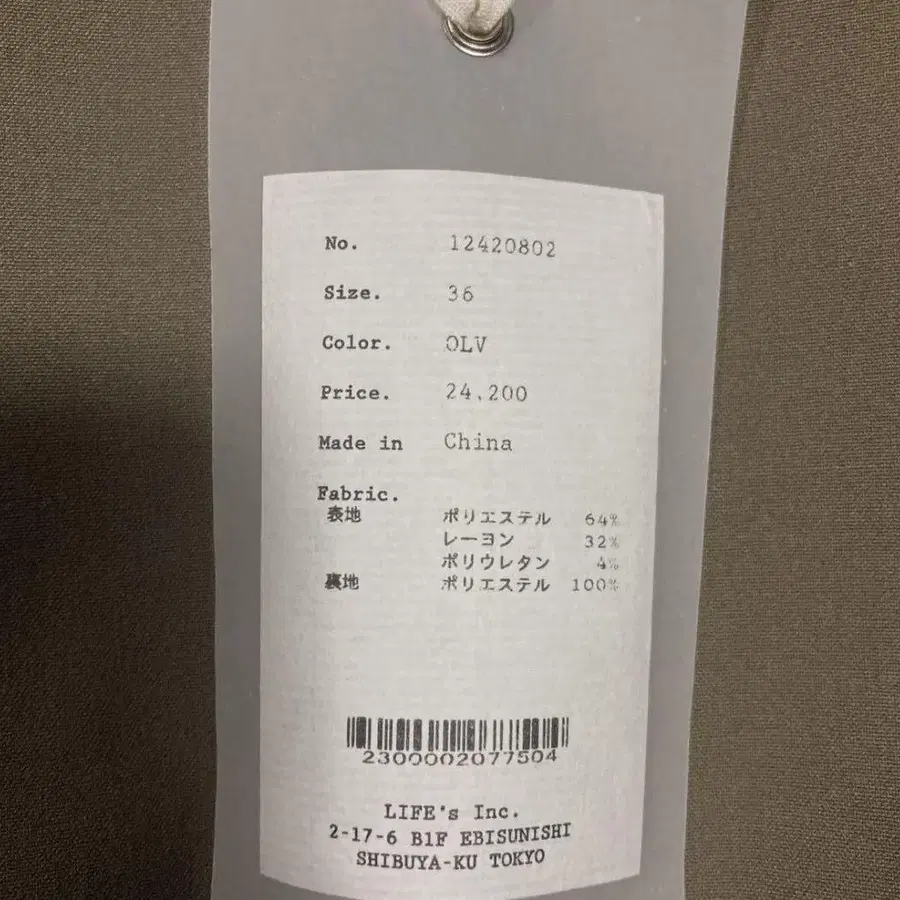 No. 12420802
Size. 36
Color. OLV
Price. 24,200
Made in China
Fabric.
表地 ポリエステル 64%
レーヨン 32%
ポリウレタン 4%
裏地 ポリエステル 100%
2300002077504
LIFE's Inc.
2-17-6 B1F EBISUNISHI
SHIBUYA-KU TOKYO